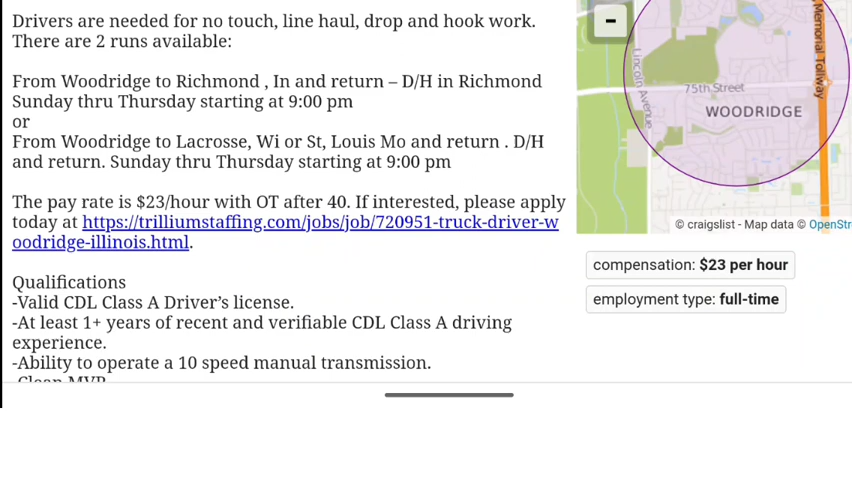 Drivers are needed for no touch, line haul, drop and hook work.
There are 2 runs available:
From Woodridge to Richmond , In and return – D/H in Richmond
Sunday thru Thursday starting at 9:00 pm
or
From Woodridge to Lacrosse, Wi or St, Louis Mo and return . D/H
and return. Sunday thru Thursday starting at 9:00 pm
The pay rate is $23/hour with OT after 40. If interested, please apply
today at https://trilliumstaffing.com/jobs/job/720951-truck-driver-w
oodridge-illinois.html.
Qualifications
-Valid CDL Class A Driver’s license.
-At least 1+ years of recent and verifiable CDL Class A driving
experience.
-Ability to operate a 10 speed manual transmission.
-Clean MVR
Lincoln Avenue
75th Street
WOODRIDGE
Memorial Tollway
© craigslist - Map data © OpenStr
compensation: $23 per hour
employment type: full-time